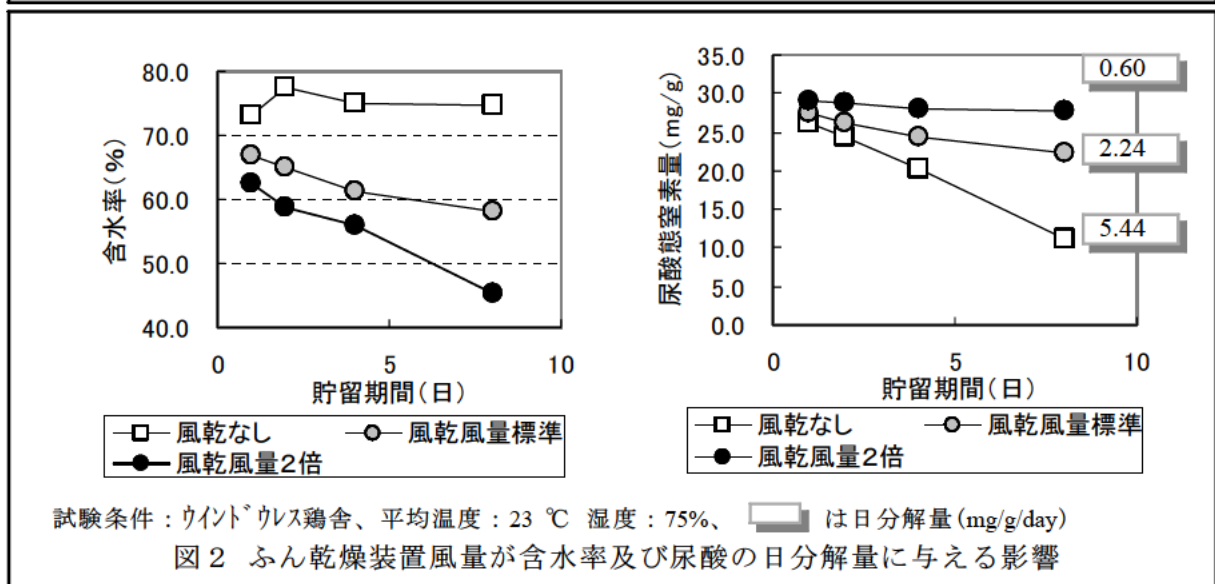 80.0
70.0
60.0
50.0
40.0
含水率(%)
0
5
10
貯留期間(日)
風乾なし
風乾風量標準
風乾風量2倍
35.0
30.0
25.0
20.0
15.0
10.0
5.0
0.0
尿酸態窒素量(mg/g)
0.60
2.24
5.44
0
5
10
貯留期間(日)
風乾なし
風乾風量標準
風乾風量2倍
試験条件:ウインドウレス鶏舎、平均温度:23 ℃ 湿度:75%、 は日分解量(mg/g/day)
図2 ふん乾燥装置風量が含水率及び尿酸の日分解量に与える影響